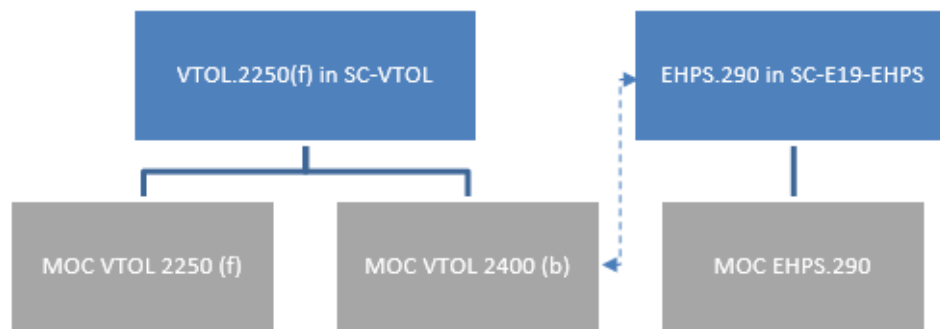 VTOL.2250(f) in SC-VTOL
EHPS.290 in SC-E19-EHPS
MOC VTOL 2250 (f)
MOC VTOL 2400 (b)
MOC EHPS.290